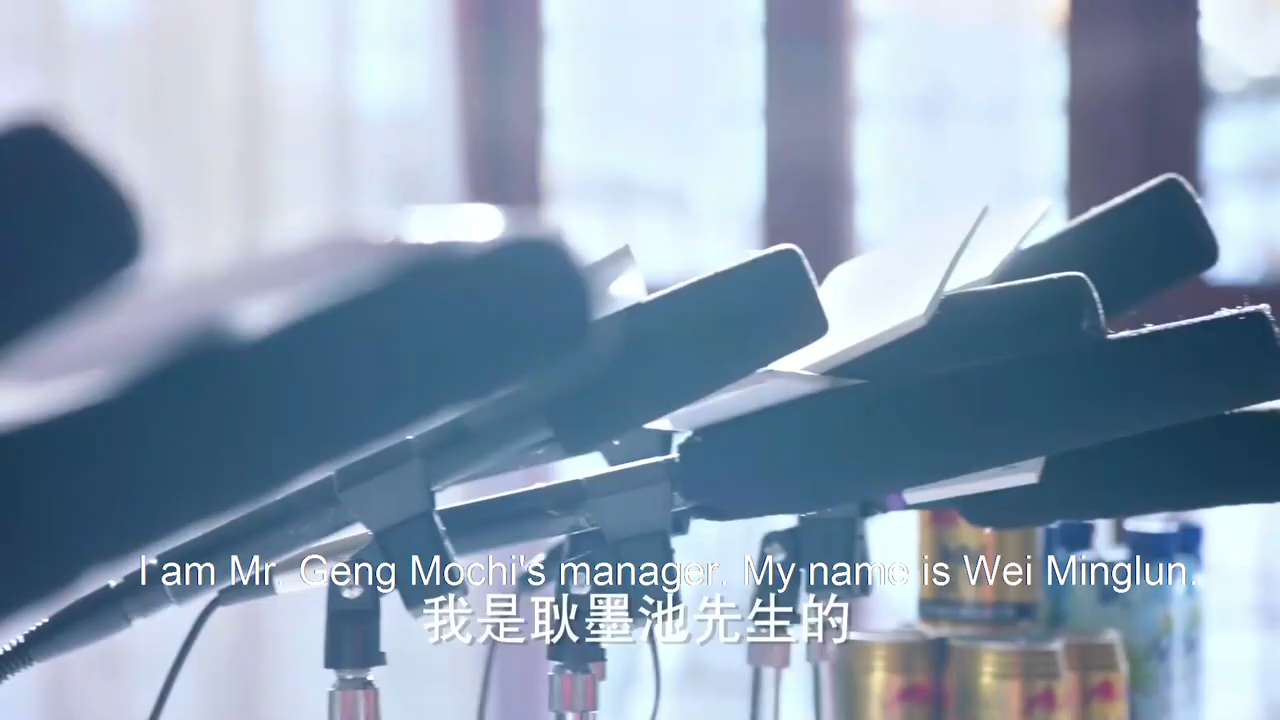 I am Mr. Geng Mochi's manager. My name is Wei Minglun.
我是耿墨池先生的